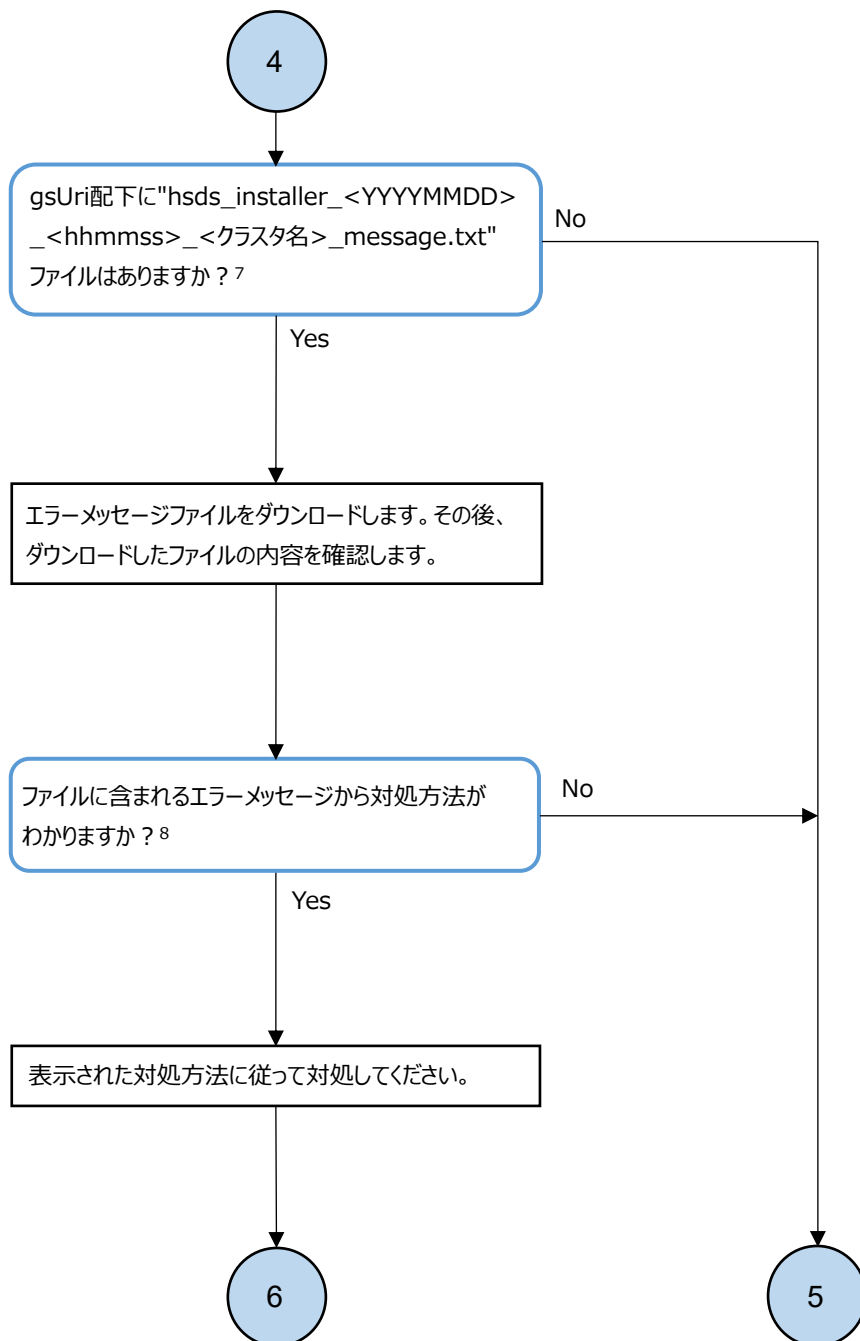 4
gsUri配下に"hsds_installer_<YYYYMMDD>
_<hhmmss>_<クラスタ名>_message.txt"
ファイルはありますか？7
No
Yes
エラーメッセージファイルをダウンロードします。その後、
ダウンロードしたファイルの内容を確認します。
ファイルに含まれるエラーメッセージから対処方法が
わかりますか？8
No
Yes
表示された対処方法に従って対処してください。
6
5